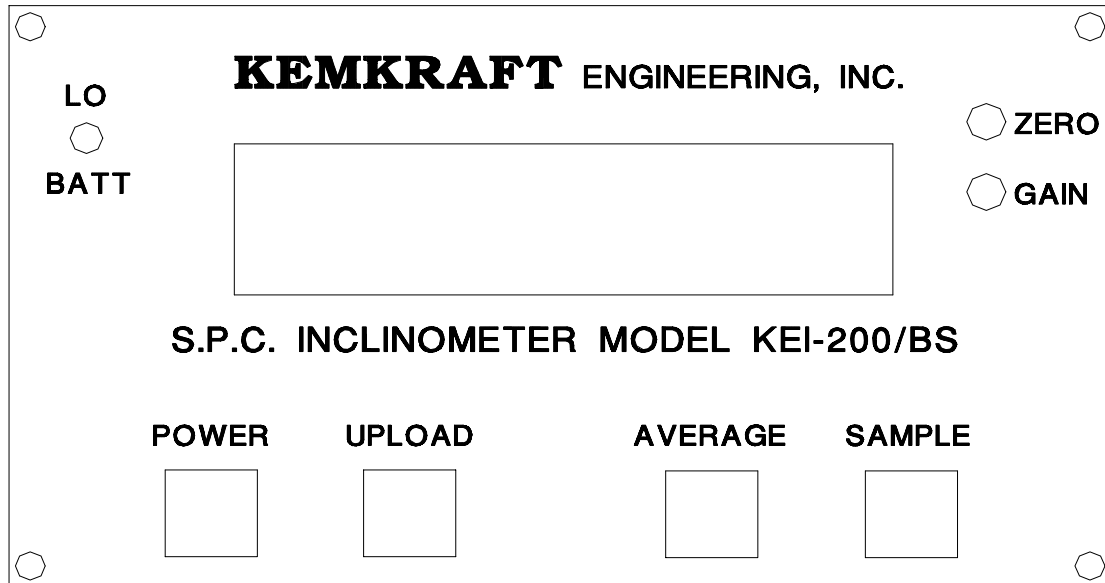 KEMKRAFT ENGINEERING, INC.
LO
BATT
ZERO
GAIN
S.P.C. INCLINOMETER MODEL KEI-200/BS
POWER UPLOAD AVERAGE SAMPLE